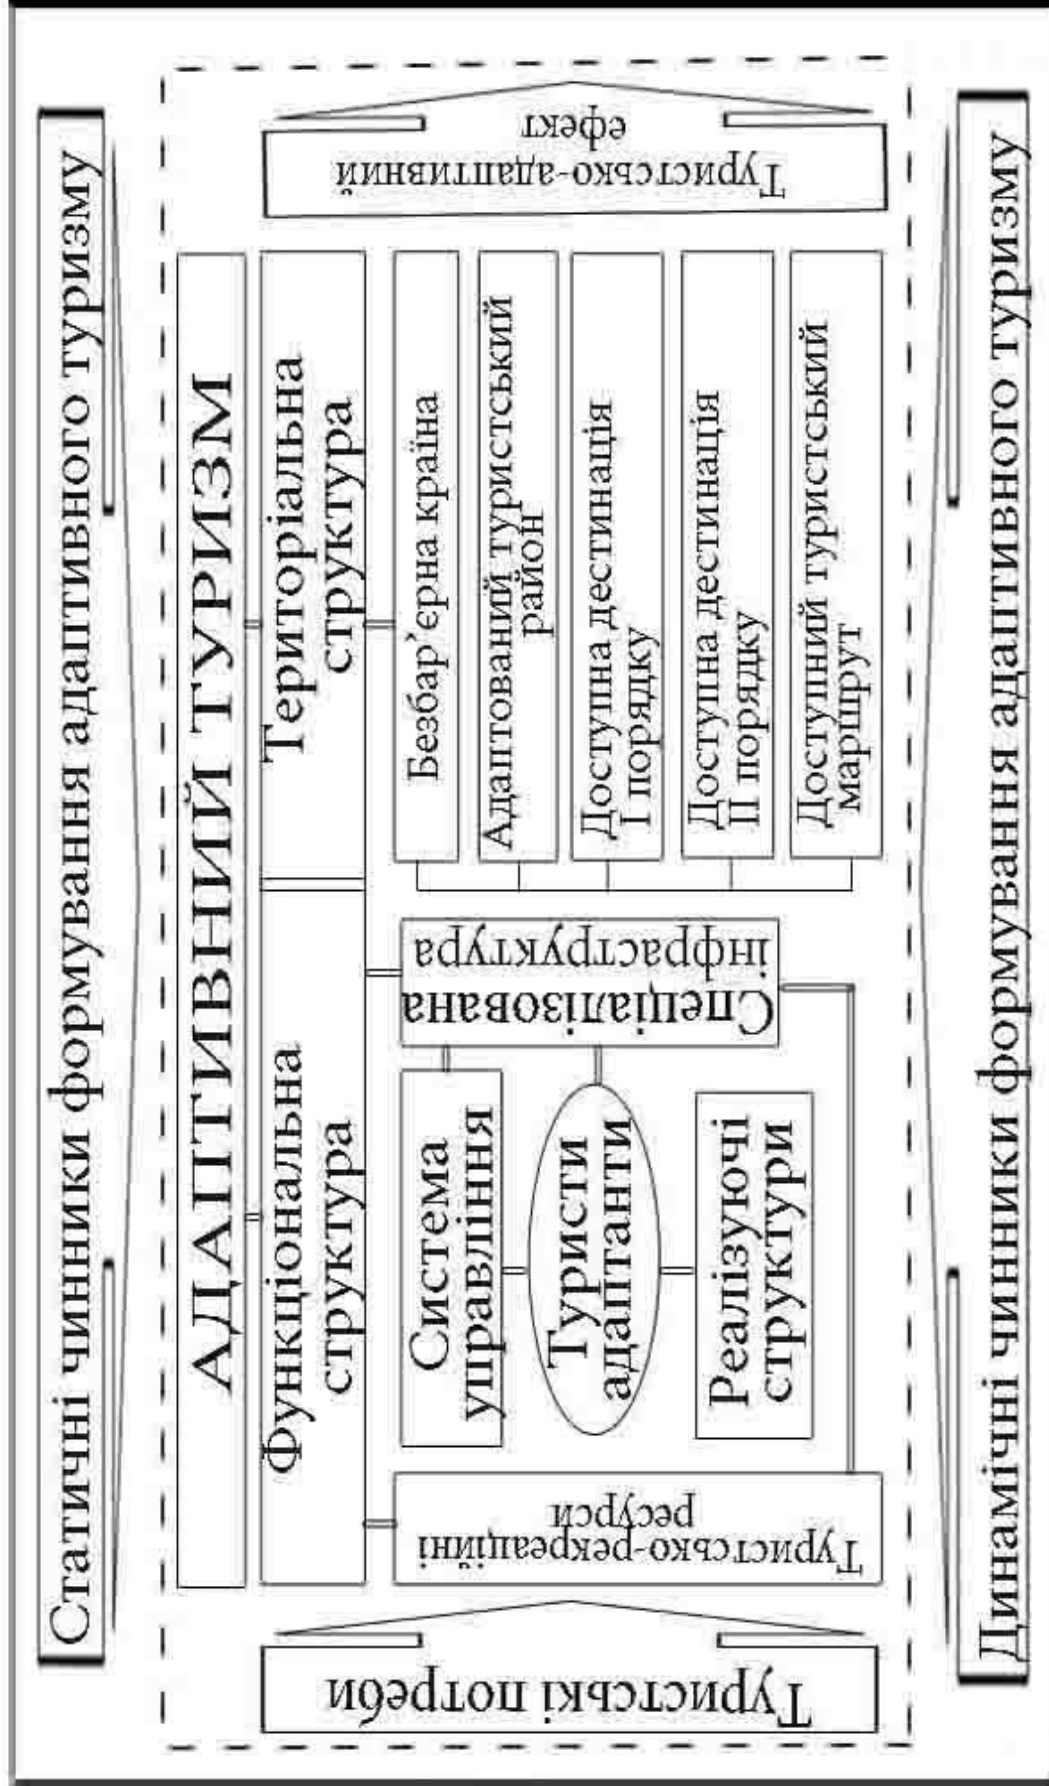 Статичні чинники формування адаптивного туризму
АДАПТИВНИЙ ТУРИЗМ
Функціональна
структура
Територіальна
структура
Туристські потреби
Туристсько-рекреаційні
ресурси
Система
управління
Туристи
адаптанти
Реалізуючі
структури
Спеціалізована
інфраструктура
Безбар’єрна країна
Адаптований туристський
район
Доступна дестинація
I порядку
Доступна дестинація
II порядку
Доступний туристський
маршрут
Туристсько-адаптивний
ефект
Динамічні чинники формування адаптивного туризму